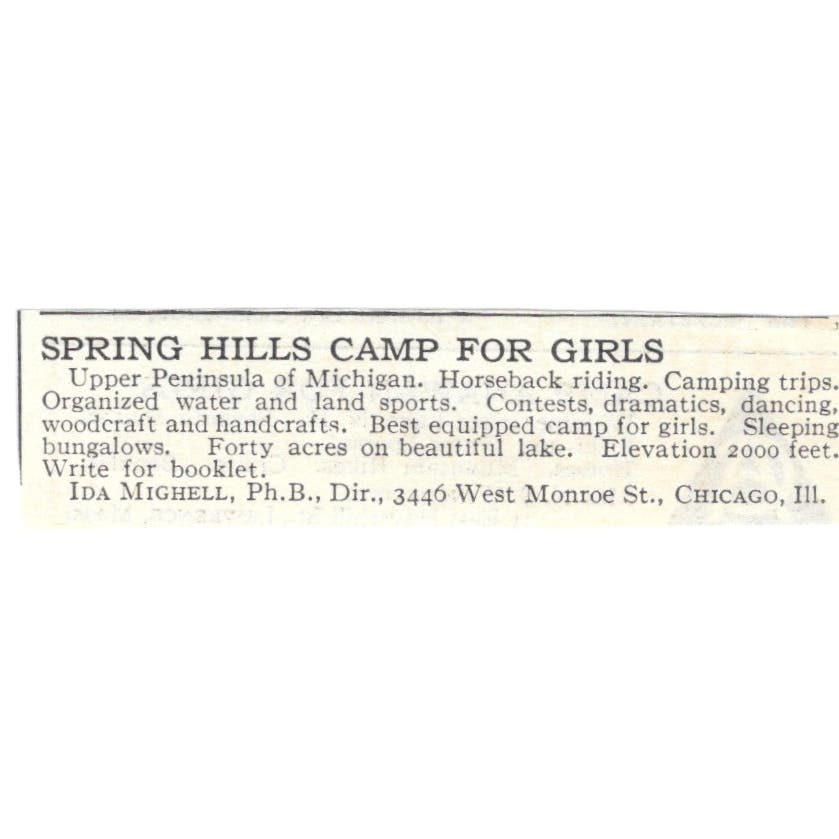 SPRING HILLS CAMP FOR GIRLS
Upper Peninsula of Michigan. Horseback riding. Camping trips.
Organized water and land sports. Contests, dramatics, dancing,
woodcraft and handcrafts. Best equipped camp for girls. Sleeping
bungalows. Forty acres on beautiful lake. Elevation 2000 feet.
Write for booklet.
IDA MIGHELL, Ph.B., Dir., 3446 West Monroe St., CHICAGO, Ill.